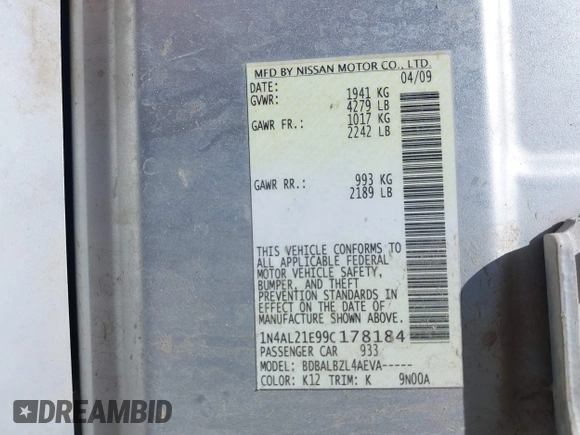 MFD BY NISSAN MOTOR CO., LTD.
DATE: 04/09
GVWR: 1941 KG
4279 LB
GAWR FR.: 1017 KG
2242 LB
GAWR RR.: 993 KG
2189 LB
THIS VEHICLE CONFORMS TO
ALL APPLICABLE FEDERAL
MOTOR VEHICLE SAFETY,
BUMPER, AND THEFT
PREVENTION STANDARDS IN
EFFECT ON THE DATE OF
MANUFACTURE SHOWN ABOVE.
1N4AL21E99C178184
PASSENGER CAR 933
MODEL: BDBALBZL4AEVA-----
COLOR: K12 TRIM: K 9N00A
DEALERHISTORY.COM